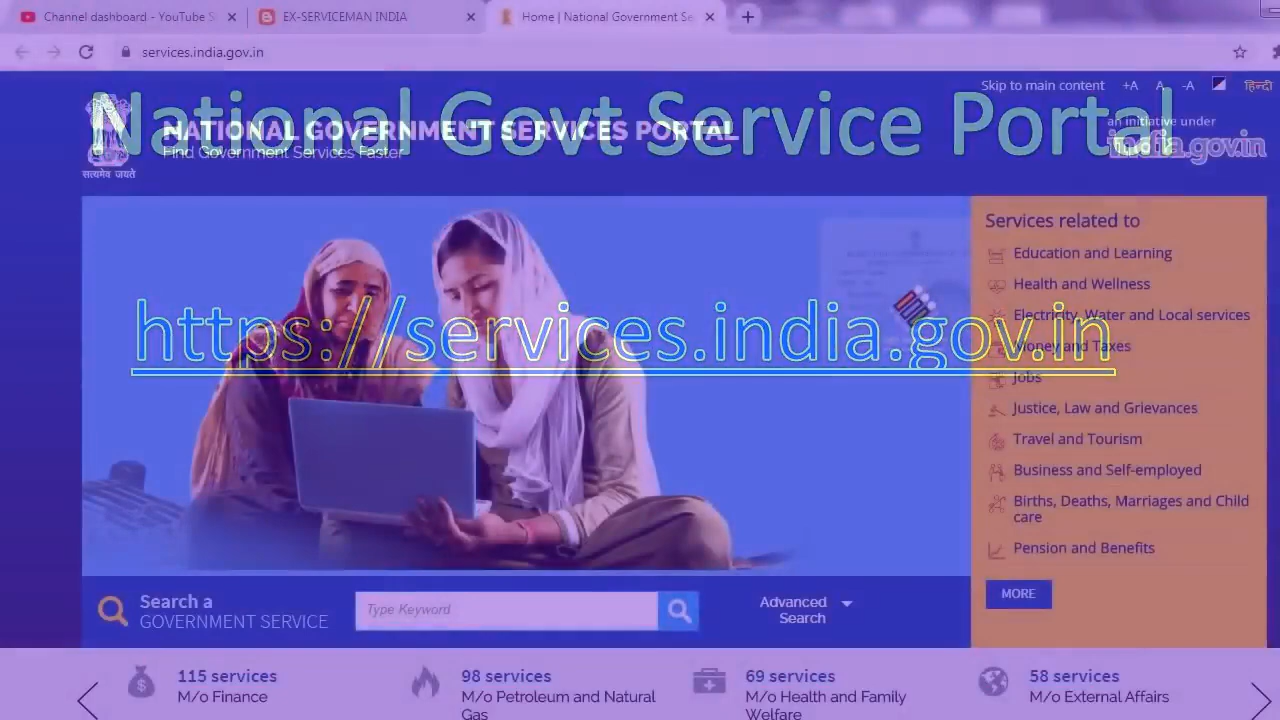 Channel dashboard - YouTube S
EX-SERVICEMAN INDIA
Home | National Government Se
services.india.gov.in
Skip to main content +A A -A हिन्दी
National Govt Service Portal
NATIONAL GOVERNMENT SERVICES PORTAL
Find Government Services Faster
सत्यमेव जयते
an initiative under
india.gov.in
Services related to
Education and Learning
Health and Wellness
Electricity, Water and Local services
Money and Taxes
Jobs
Justice, Law and Grievances
Travel and Tourism
Business and Self-employed
Births, Deaths, Marriages and Child
care
Pension and Benefits
MORE
https://services.india.gov.in
Search a
GOVERNMENT SERVICE
Type Keyword
Advanced
Search
115 services
M/o Finance
98 services
M/o Petroleum and Natural
Gas
69 services
M/o Health and Family
Welfare
58 services
M/o External Affairs